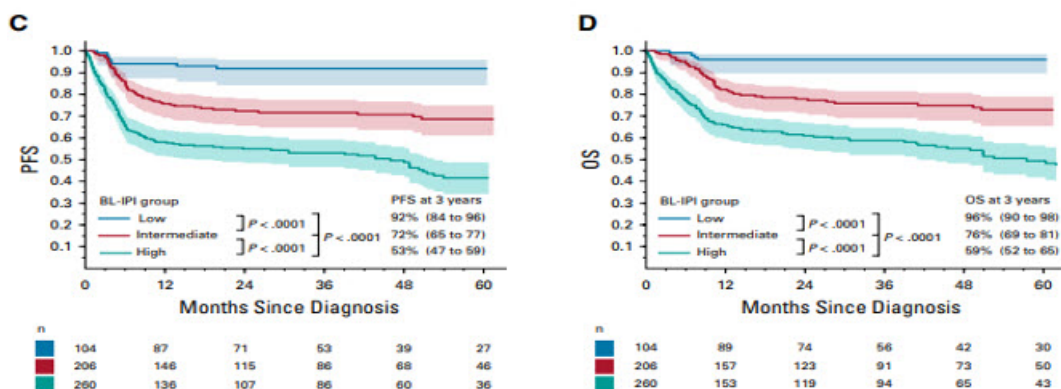 C
1.0
0.9
0.8
0.7
0.6
0.5
0.4
0.3
0.2
0.1
PFS
BL-IPI group
PFS at 3 years
Low
92% (84 to 96)
Intermediate
72% (65 to 77)
High
53% (47 to 59)
P < .0001
P < .0001
P < .0001
0 12 24 36 48 60
Months Since Diagnosis
n
104 87 71 53 39 27
206 146 115 86 68 46
260 136 107 86 60 36
D
1.0
0.9
0.8
0.7
0.6
0.5
0.4
0.3
0.2
0.1
OS
BL-IPI group
OS at 3 years
Low
96% (90 to 98)
Intermediate
76% (69 to 81)
High
59% (52 to 65)
P < .0001
P < .0001
P < .0001
0 12 24 36 48 60
Months Since Diagnosis
n
104 89 74 56 42 30
206 157 123 91 73 50
260 153 119 94 65 43